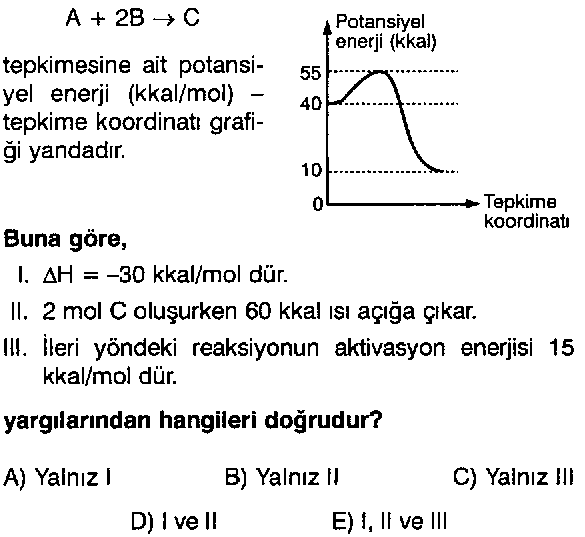 A + 2B → C
tepkimesine ait potansi-
yel enerji (kkal/mol) –
tepkime koordinatı grafi-
ği yandadır.
Potansiyel
enerji (kkal)
55
40
10
0
Tepkime
koordinatı
Buna göre,
I. ΔH = –30 kkal/mol dür.
II. 2 mol C oluşurken 60 kkal ısı açığa çıkar.
III. İleri yöndeki reaksiyonun aktivasyon enerjisi 15
kkal/mol dür.
yargılarından hangileri doğrudur?
A) Yalnız I B) Yalnız II C) Yalnız III
D) I ve II E) I, II ve III